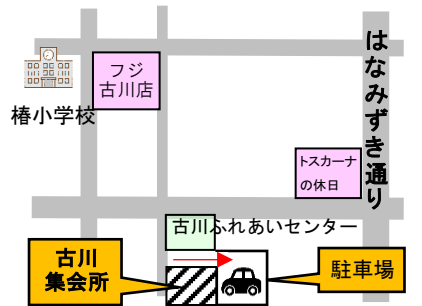 フジ
古川店
椿小学校
はなみずき通り
トスカーナ
の休日
古川ふれあいセンター
古川
集会所
駐車場